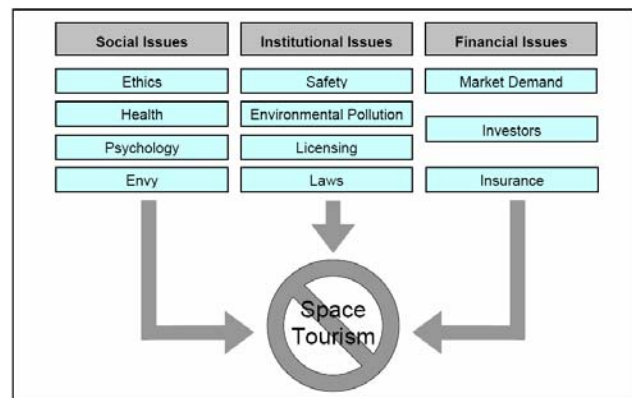 Social Issues
Institutional Issues
Financial Issues
Ethics
Safety
Market Demand
Health
Environmental Pollution
Investors
Psychology
Licensing
Envy
Laws
Insurance
Space
Tourism